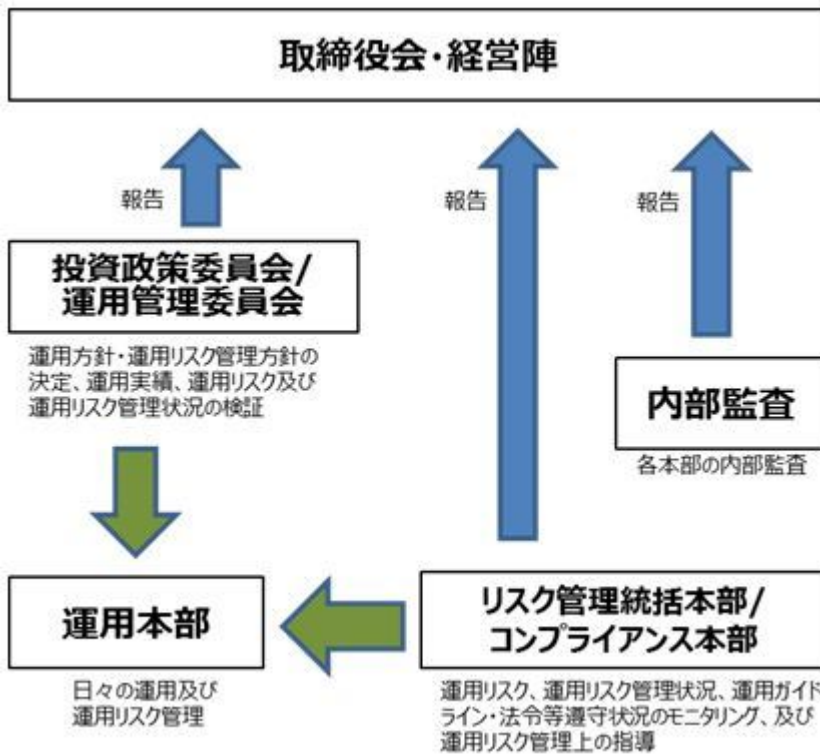 取締役会・経営陣
報告
報告
報告
投資政策委員会/
運用管理委員会
運用方針・運用リスク管理方針の
決定、運用実績、運用リスク及び
運用リスク管理状況の検証
内部監査
各本部の内部監査
運用本部
日々の運用及び
運用リスク管理
リスク管理統括本部/
コンプライアンス本部
運用リスク、運用リスク管理状況、運用ガイド
ライン・法令等遵守状況のモニタリング、及び
運用リスク管理上の指導